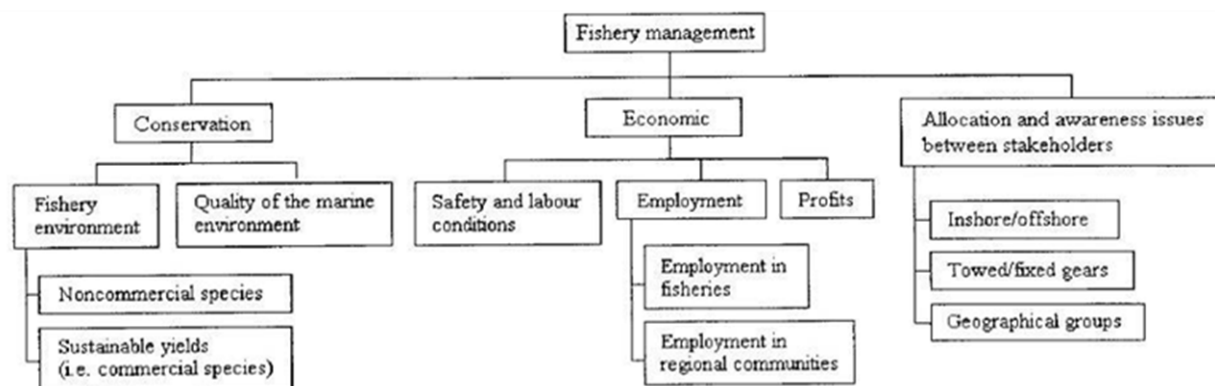 Fishery management
Conservation
Economic
Allocation and awareness issues
between stakeholders
Fishery
environment
Quality of the marine
environment
Safety and labour
conditions
Employment
Profits
Noncommercial species
Sustainable yields
(i.e. commercial species)
Employment in
fisheries
Employment in
regional communities
Inshore/offshore
Towed/fixed gears
Geographical groups